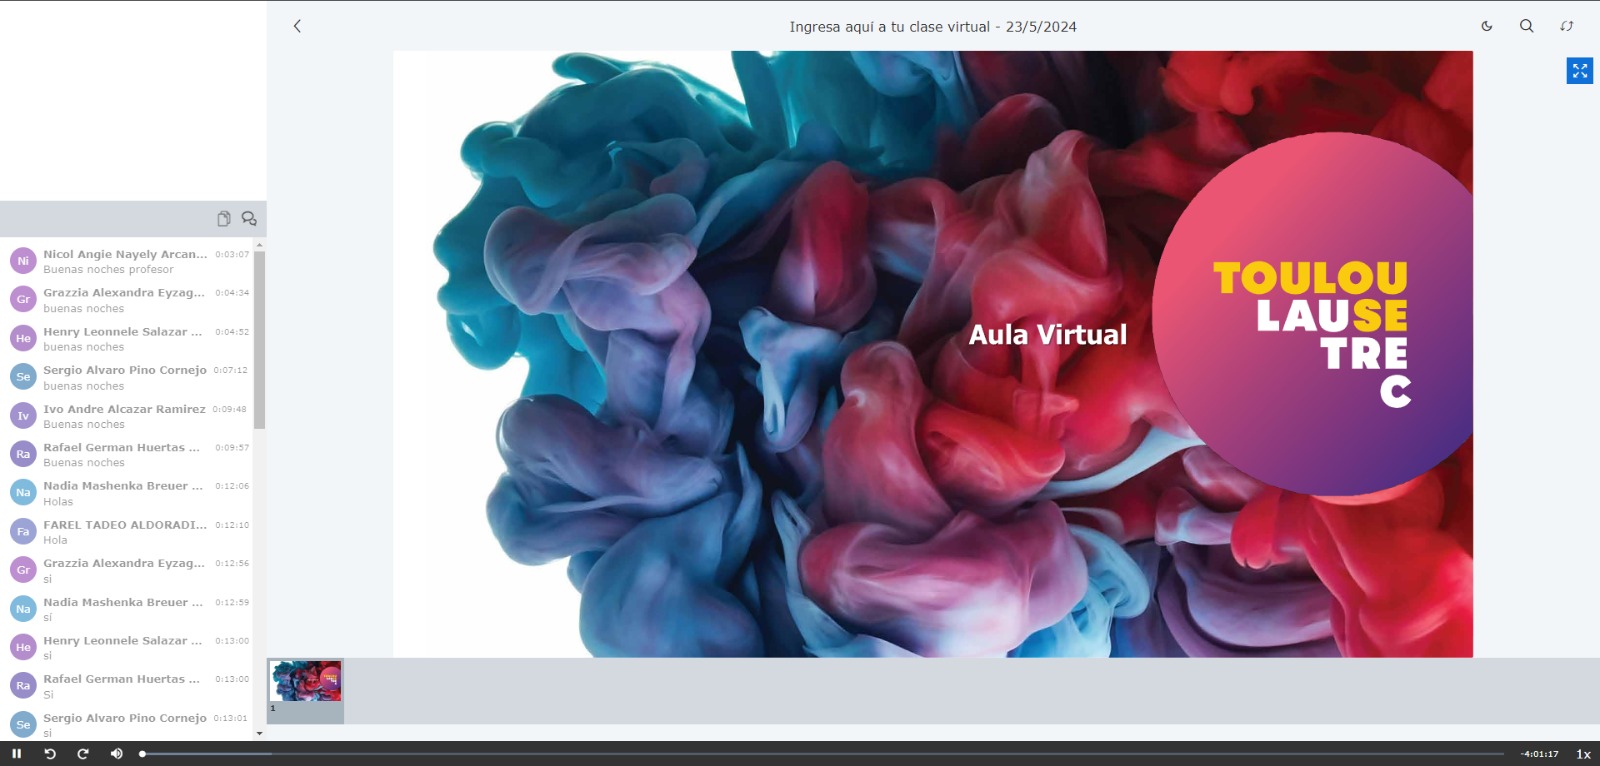 Ingresa aquí a tu clase virtual - 23/5/2024
Ni
Nicol Angie Nayely Arcan... 0:03:07
Buenas noches profesor
Gr
Grazzia Alexandra Eyzag... 0:04:34
buenas noches
He
Henry Leonnele Salazar ... 0:04:52
buenas noches
Se
Sergio Alvaro Pino Cornejo 0:07:12
buenas noches
Iv
Ivo Andre Alcazar Ramirez 0:09:48
Buenas noches
Ra
Rafael German Huertas ... 0:09:57
Buenas noches
Na
Nadia Mashenka Breuer ... 0:12:06
Holas
Fa
FAREL TADEO ALDORADI... 0:12:10
Hola
Gr
Grazzia Alexandra Eyzag... 0:12:56
si
Na
Nadia Mashenka Breuer ... 0:12:59
sí
He
Henry Leonnele Salazar ... 0:13:00
si
Ra
Rafael German Huertas ... 0:13:00
Si
Se
Sergio Alvaro Pino Cornejo 0:13:01
si
Aula Virtual
TOULOU
LAUSE
TRE
C
1
-4:01:17 1x